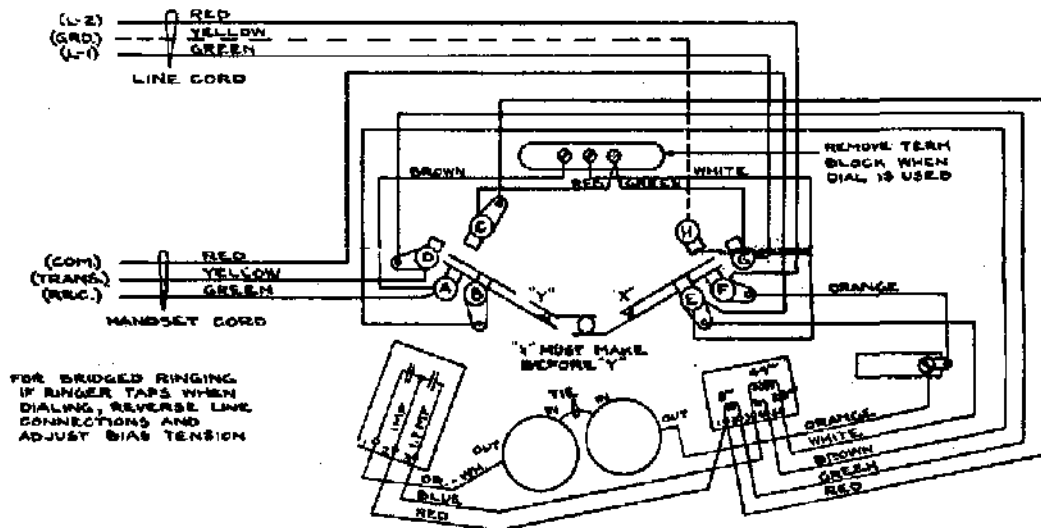 (L-2) RED
(GRD.) YELLOW
(L-1) GREEN
LINE CORD
REMOVE TERM
BLOCK WHEN
DIAL IS USED
BROWN
RED
GREEN
WHITE
C
H
D
G
A
B
F
E
(COM.) RED
(TRANS.) YELLOW
(REC.) GREEN
HANDSET CORD
"Y"
"X"
ORANGE
"X" MUST MAKE
BEFORE "Y"
FOR BRIDGED RINGING
IF RINGER TAPS WHEN
DIALING, REVERSE LINE
CONNECTIONS AND
ADJUST BIAS TENSION
TIE
IN
IN
OUT
OUT
ORANGE
WHITE
BROWN
GREEN
RED
OR.-WH
BLUE
RED